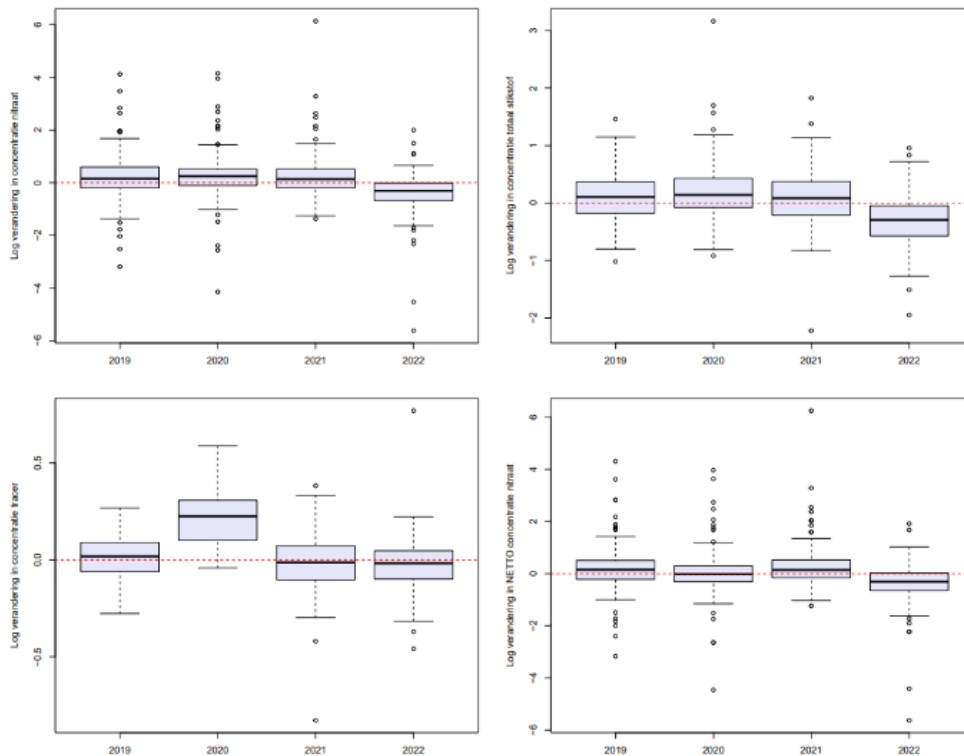 Log verandering in concentratie nitraat
6
4
2
0
−2
−4
−6
2019 2020 2021 2022
Log verandering in concentratie totaal stikstof
3
2
1
0
−1
−2
2019 2020 2021 2022
Log verandering in concentratie tracer
0.5
0.0
−0.5
2019 2020 2021 2022
Log verandering in NETTO concentratie nitraat
6
4
2
0
−2
−4
−6
2019 2020 2021 2022